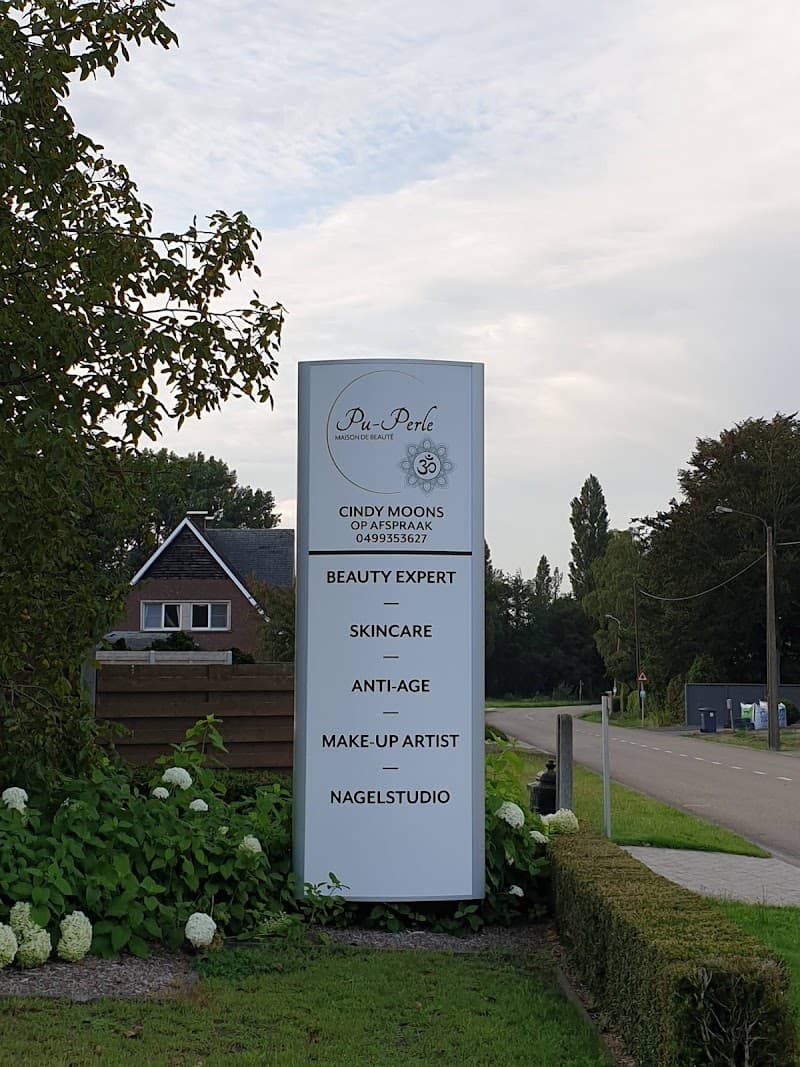 Pu-Perle
MAISON DE BEAUTÉ
ॐ
CINDY MOONS
OP AFSPRAAK
0499353627
BEAUTY EXPERT
—
SKINCARE
—
ANTI-AGE
—
MAKE-UP ARTIST
—
NAGELSTUDIO